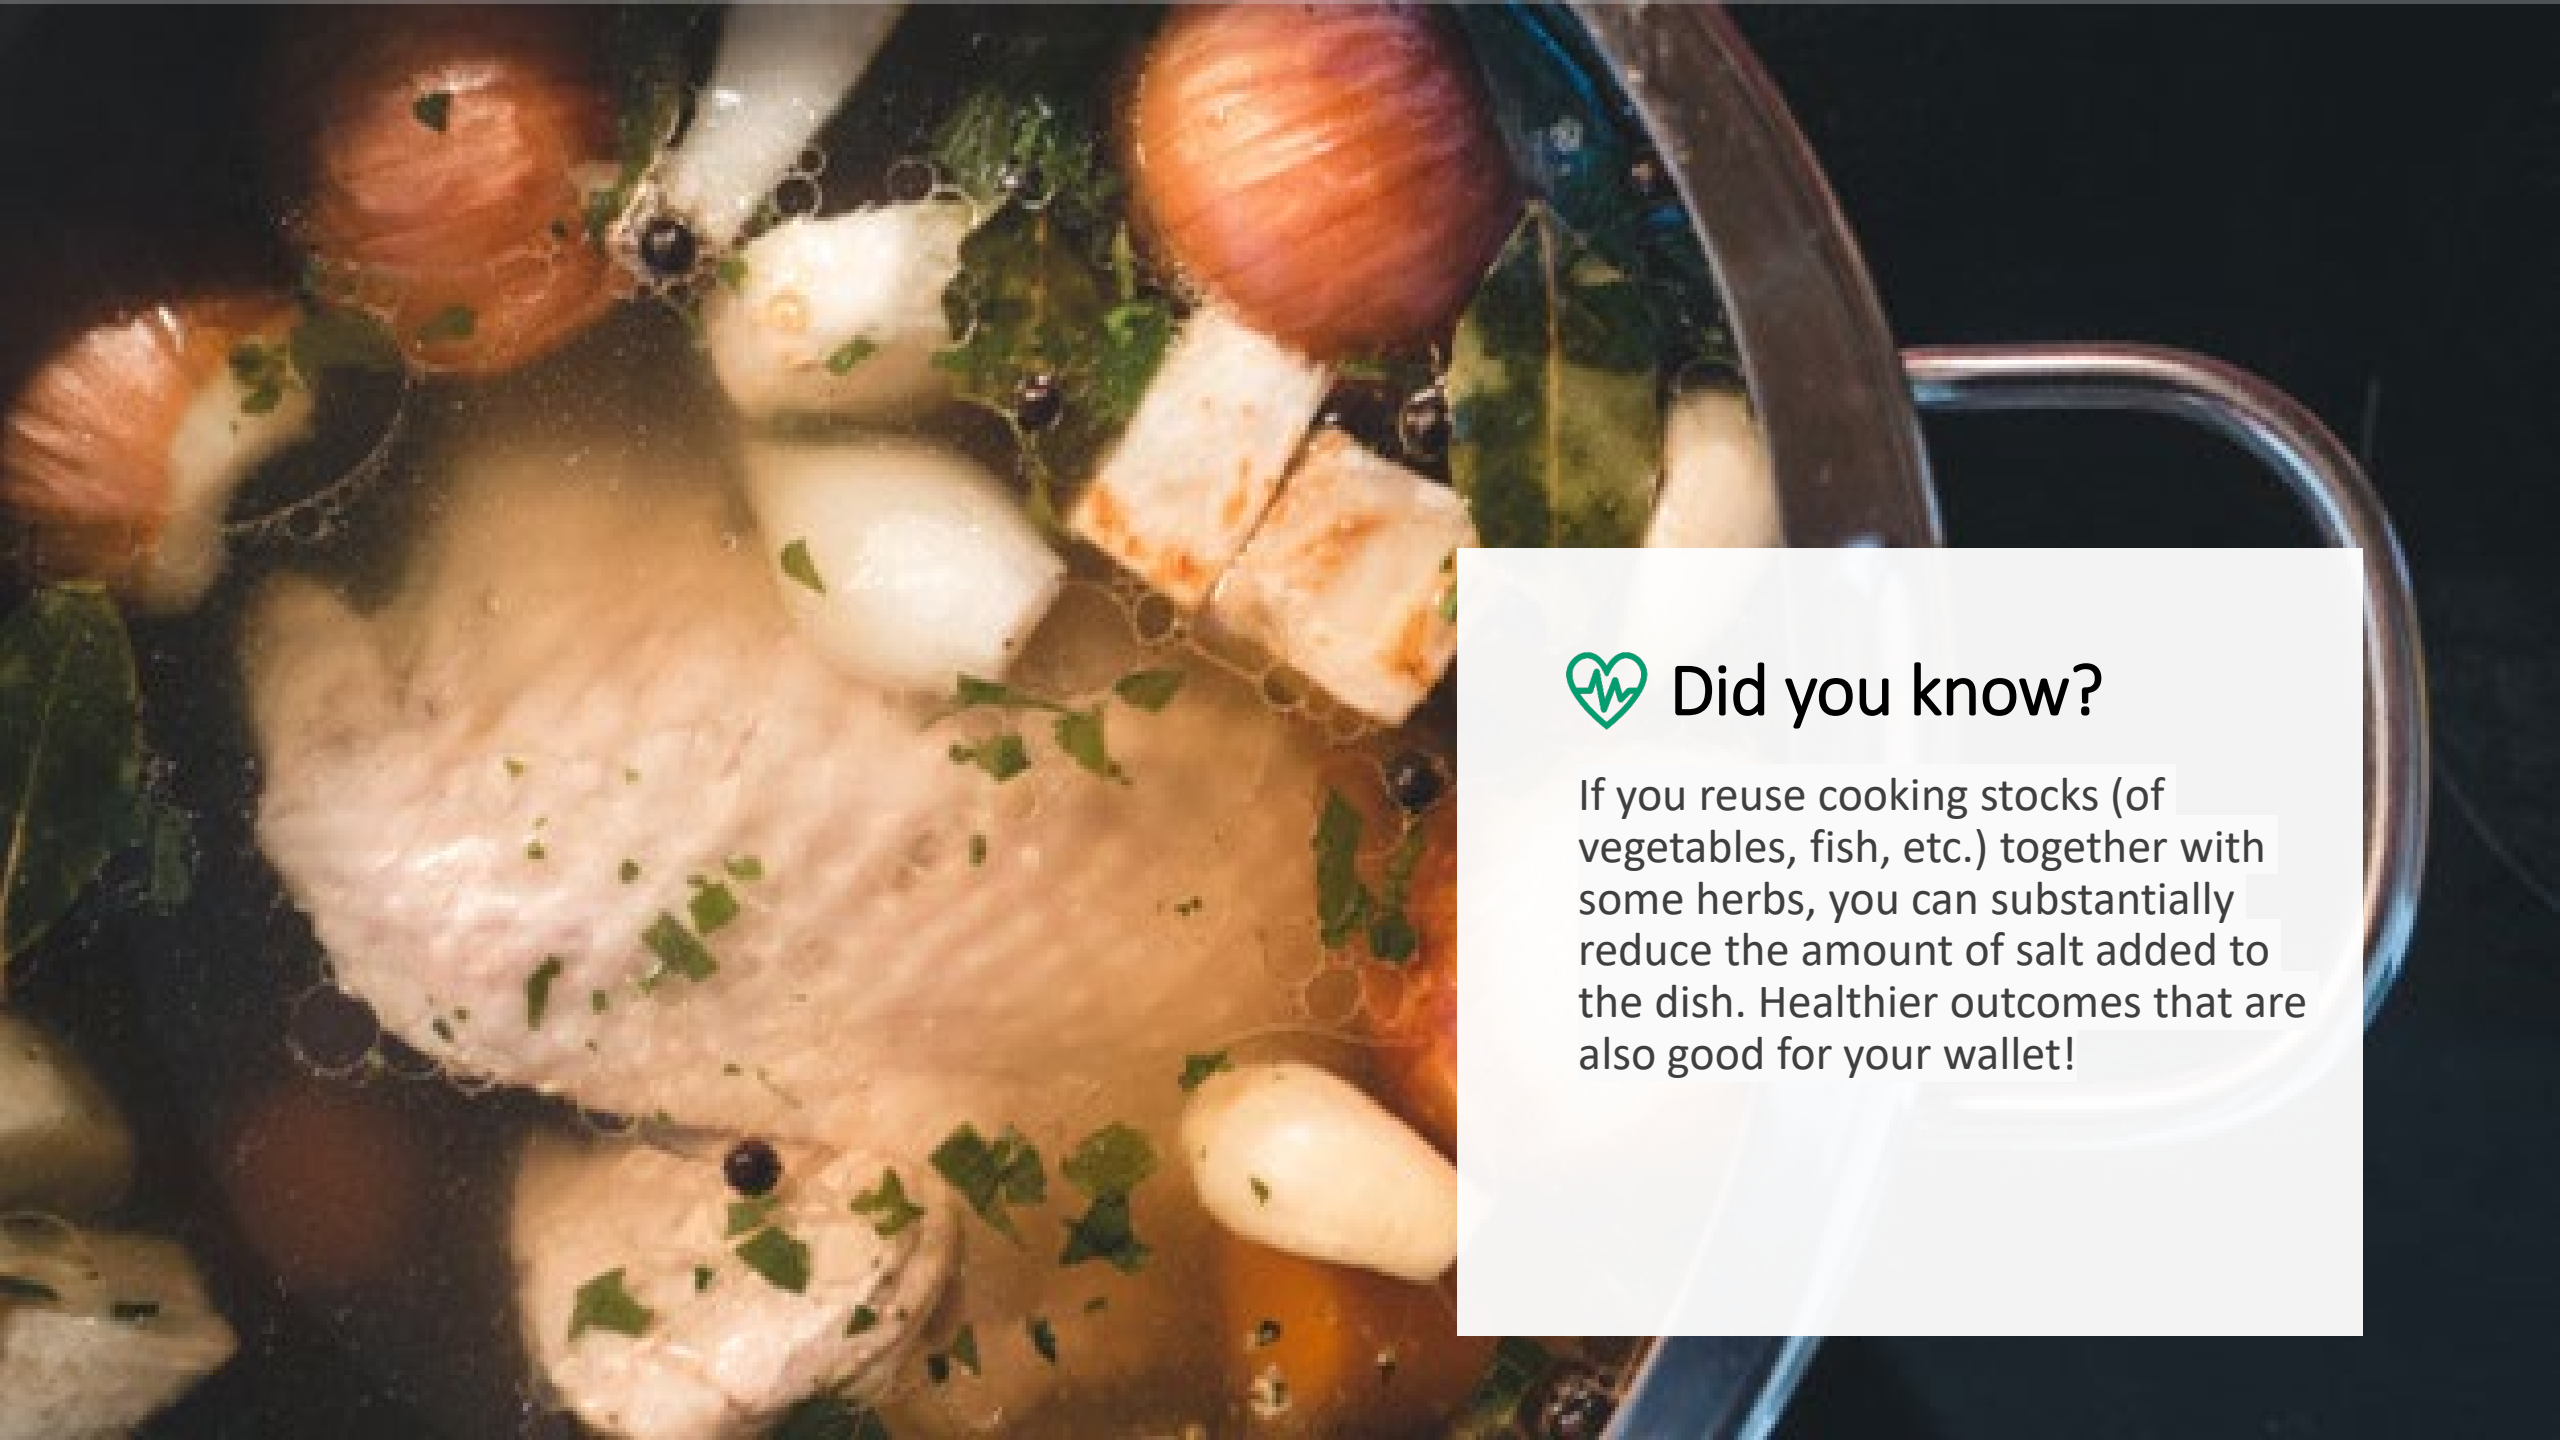 Did you know?
If you reuse cooking stocks (of
vegetables, fish, etc.) together with
some herbs, you can substantially
reduce the amount of salt added to
the dish. Healthier outcomes that are
also good for your wallet!